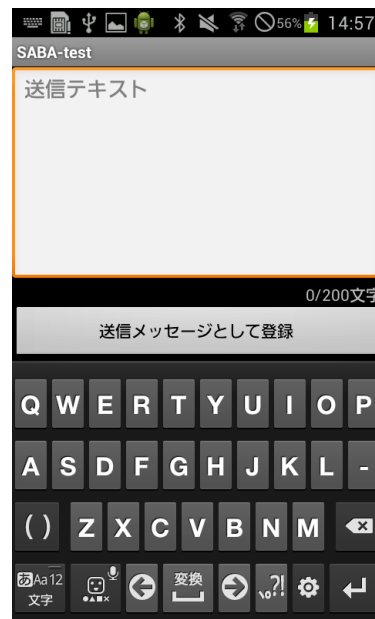 56% 14:57
SABA-test
送信テキスト
0/200文字
送信メッセージとして登録
Q W E R T Y U I O P
A S D F G H J K L -
( ) Z X C V B N M
あAa12 変換 、。?!
文字